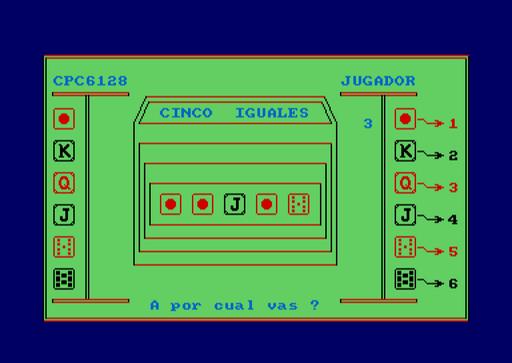 CPC6128
JUGADOR
CINCO IGUALES
3
1
K K 2
Q Q 3
J J 4
J
5
6
A por cual vas ?